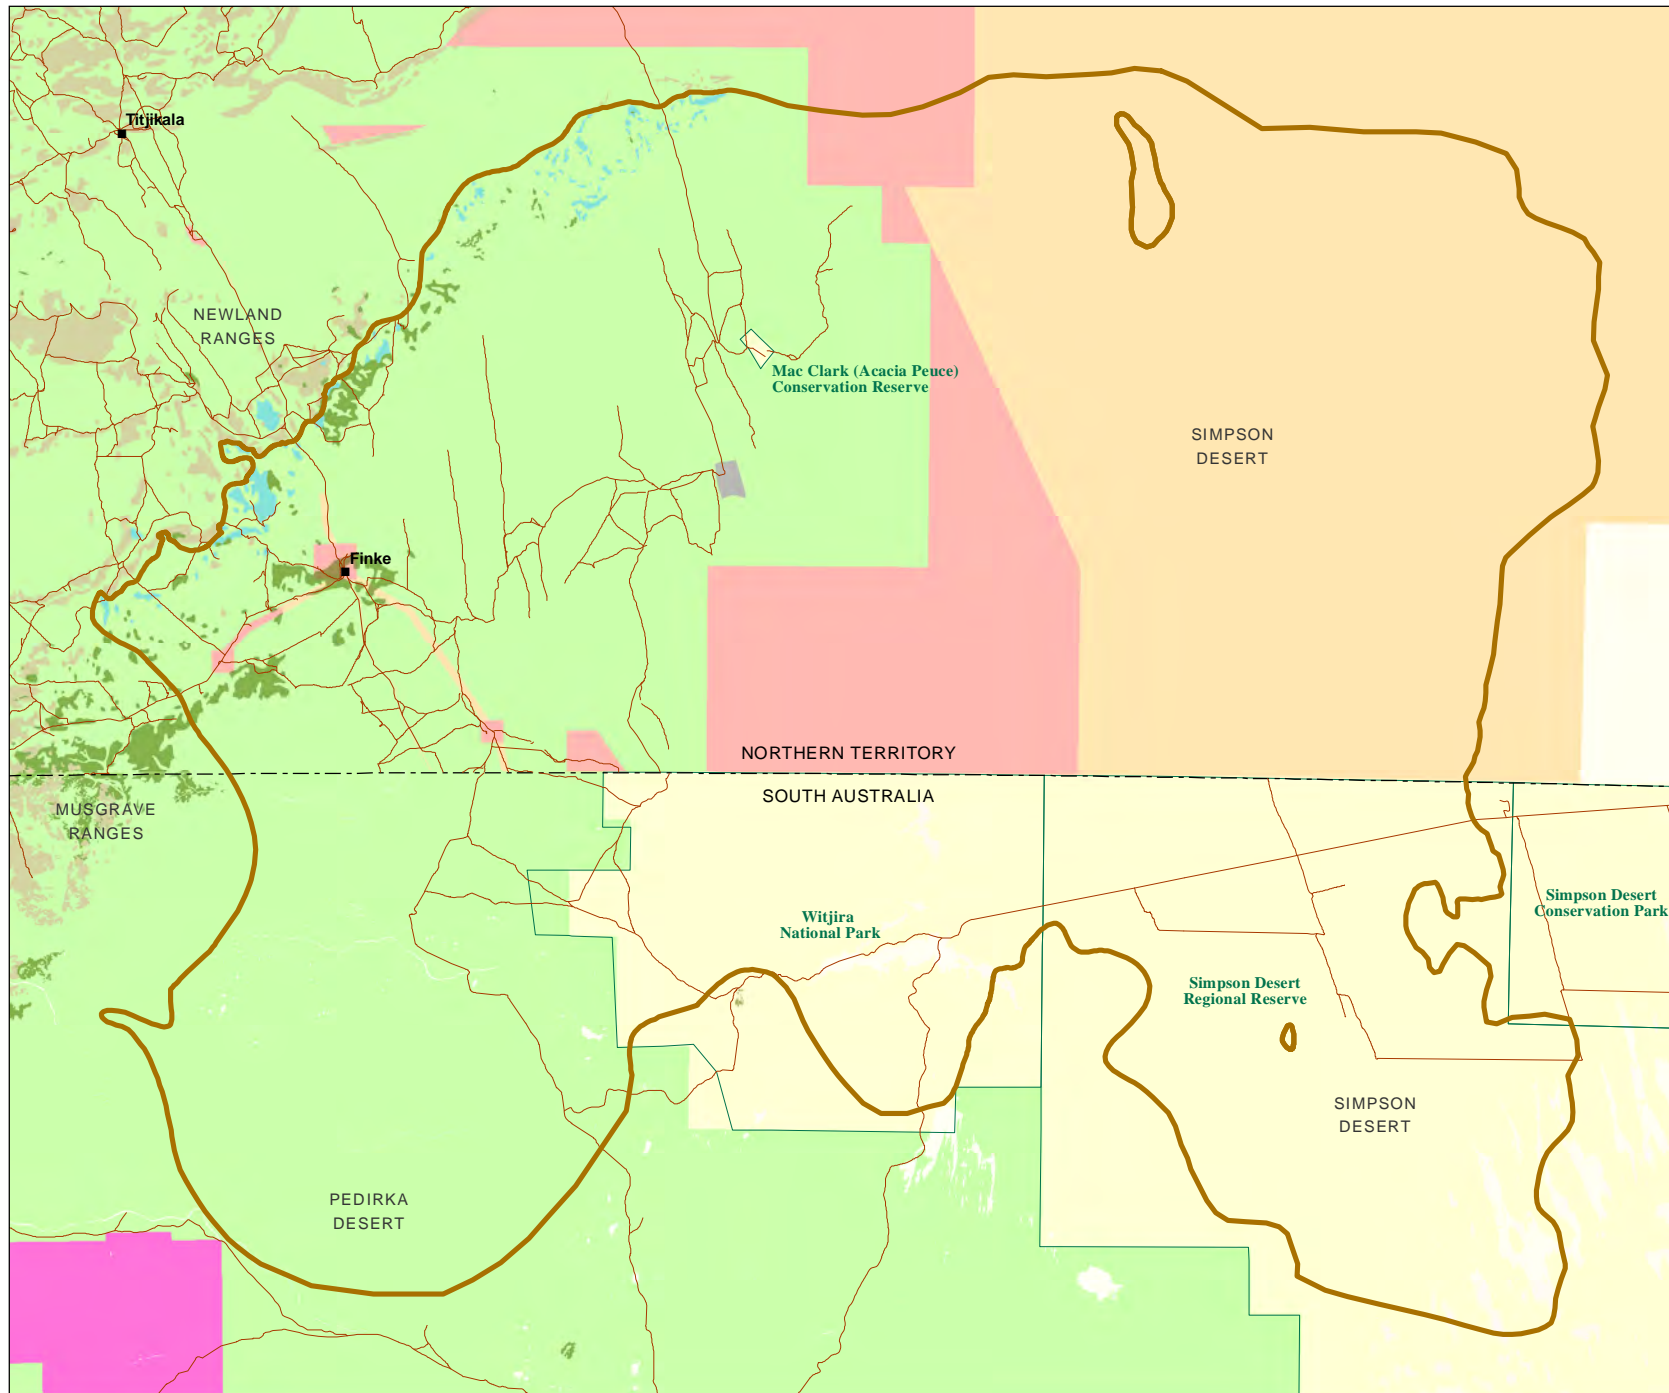 Titjikala
NEWLAND
RANGES
Mac Clark (Acacia Peuce)
Conservation Reserve
SIMPSON
DESERT
Finke
NORTHERN TERRITORY
SOUTH AUSTRALIA
MUSGRAVE
RANGES
Simpson Desert
Conservation Park
Witjira
National Park
Simpson Desert
Regional Reserve
SIMPSON
DESERT
PEDIRKA
DESERT